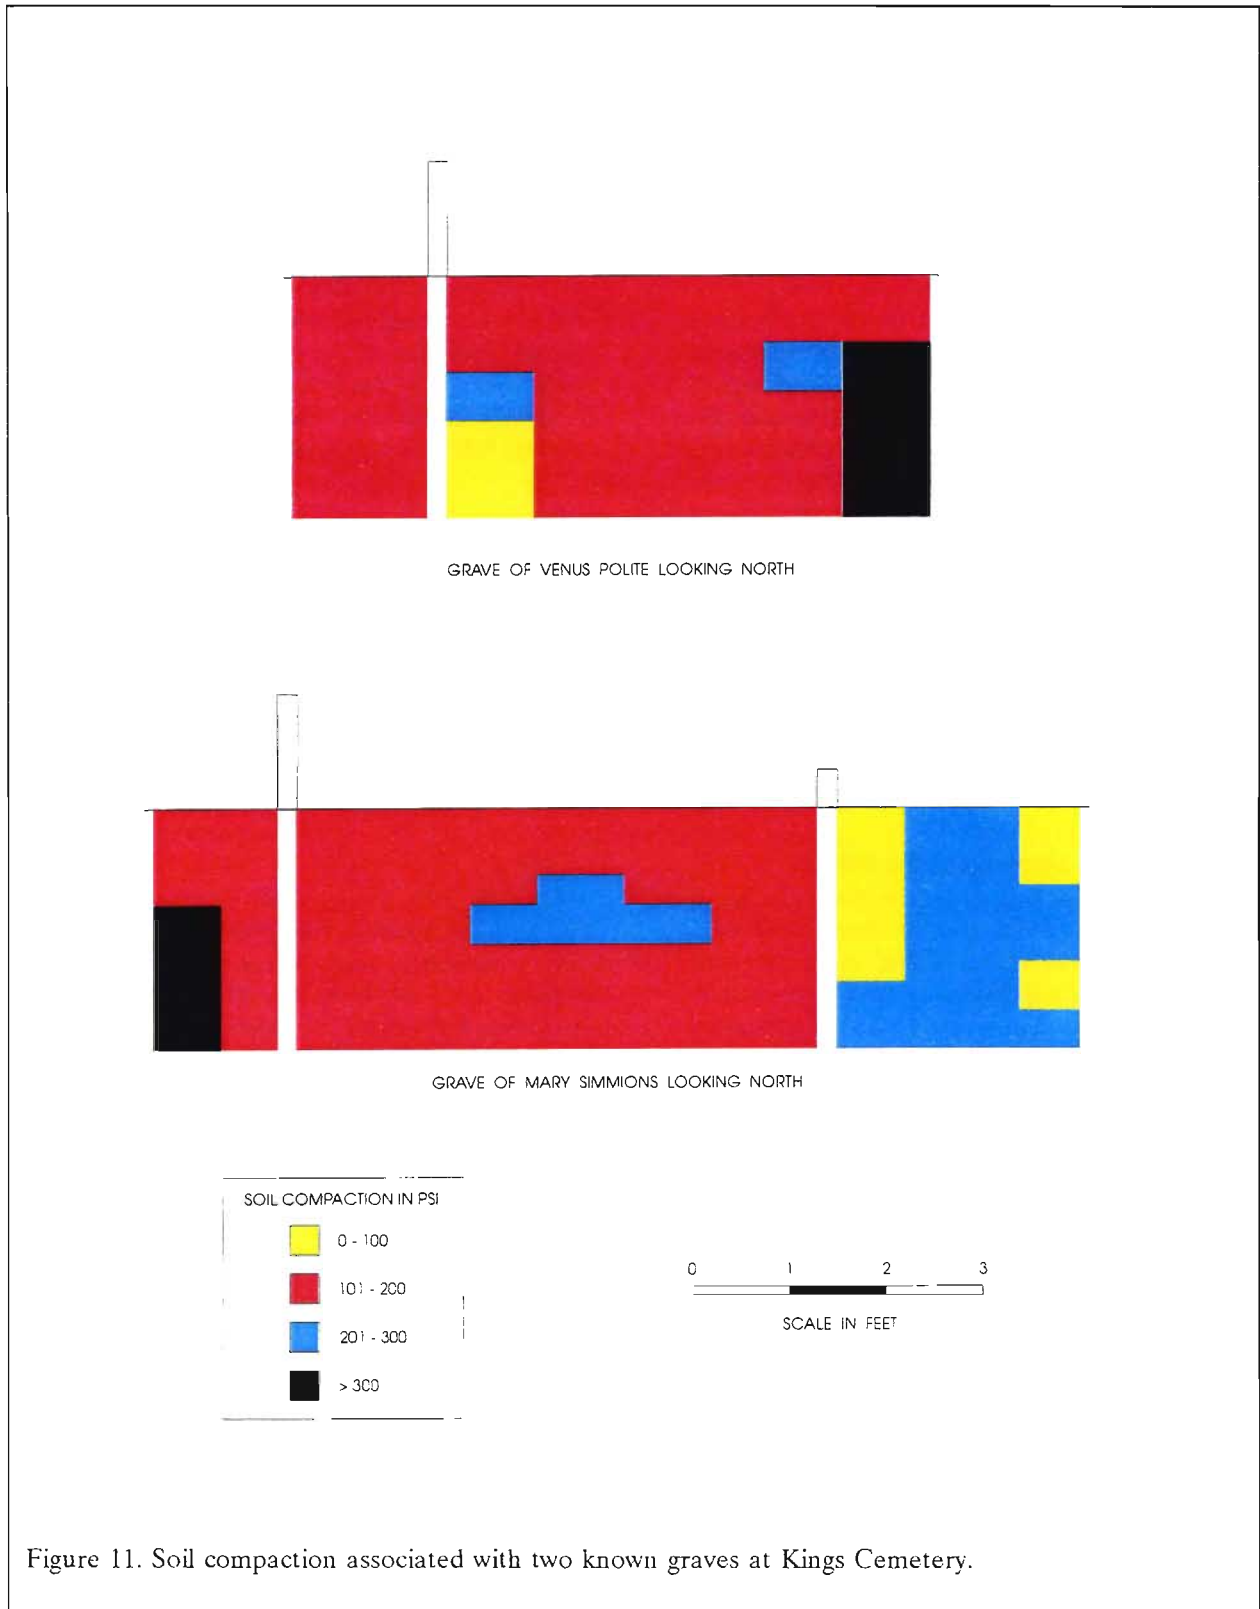 GRAVE OF VENUS POLITE LOOKING NORTH
GRAVE OF MARY SIMMIONS LOOKING NORTH
SOIL COMPACTION IN PSI
0 - 100
101 - 200
201 - 300
> 300
0 1 2 3
SCALE IN FEET
Figure 11. Soil compaction associated with two known graves at Kings Cemetery.